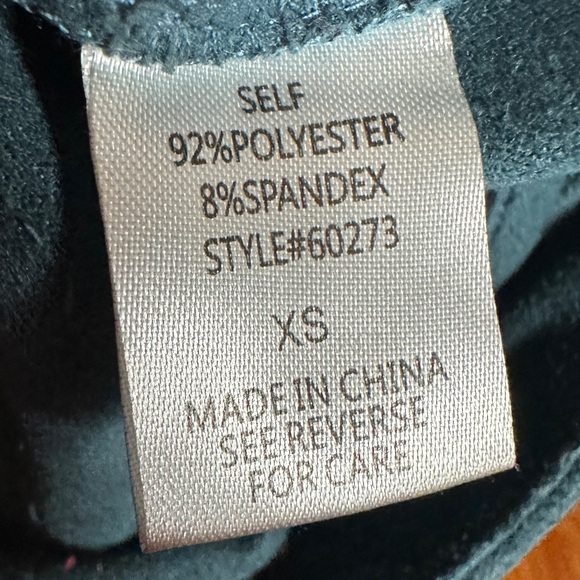 SELF
92%POLYESTER
8%SPANDEX
STYLE#60273
XS
MADE IN CHINA
SEE REVERSE
FOR CARE